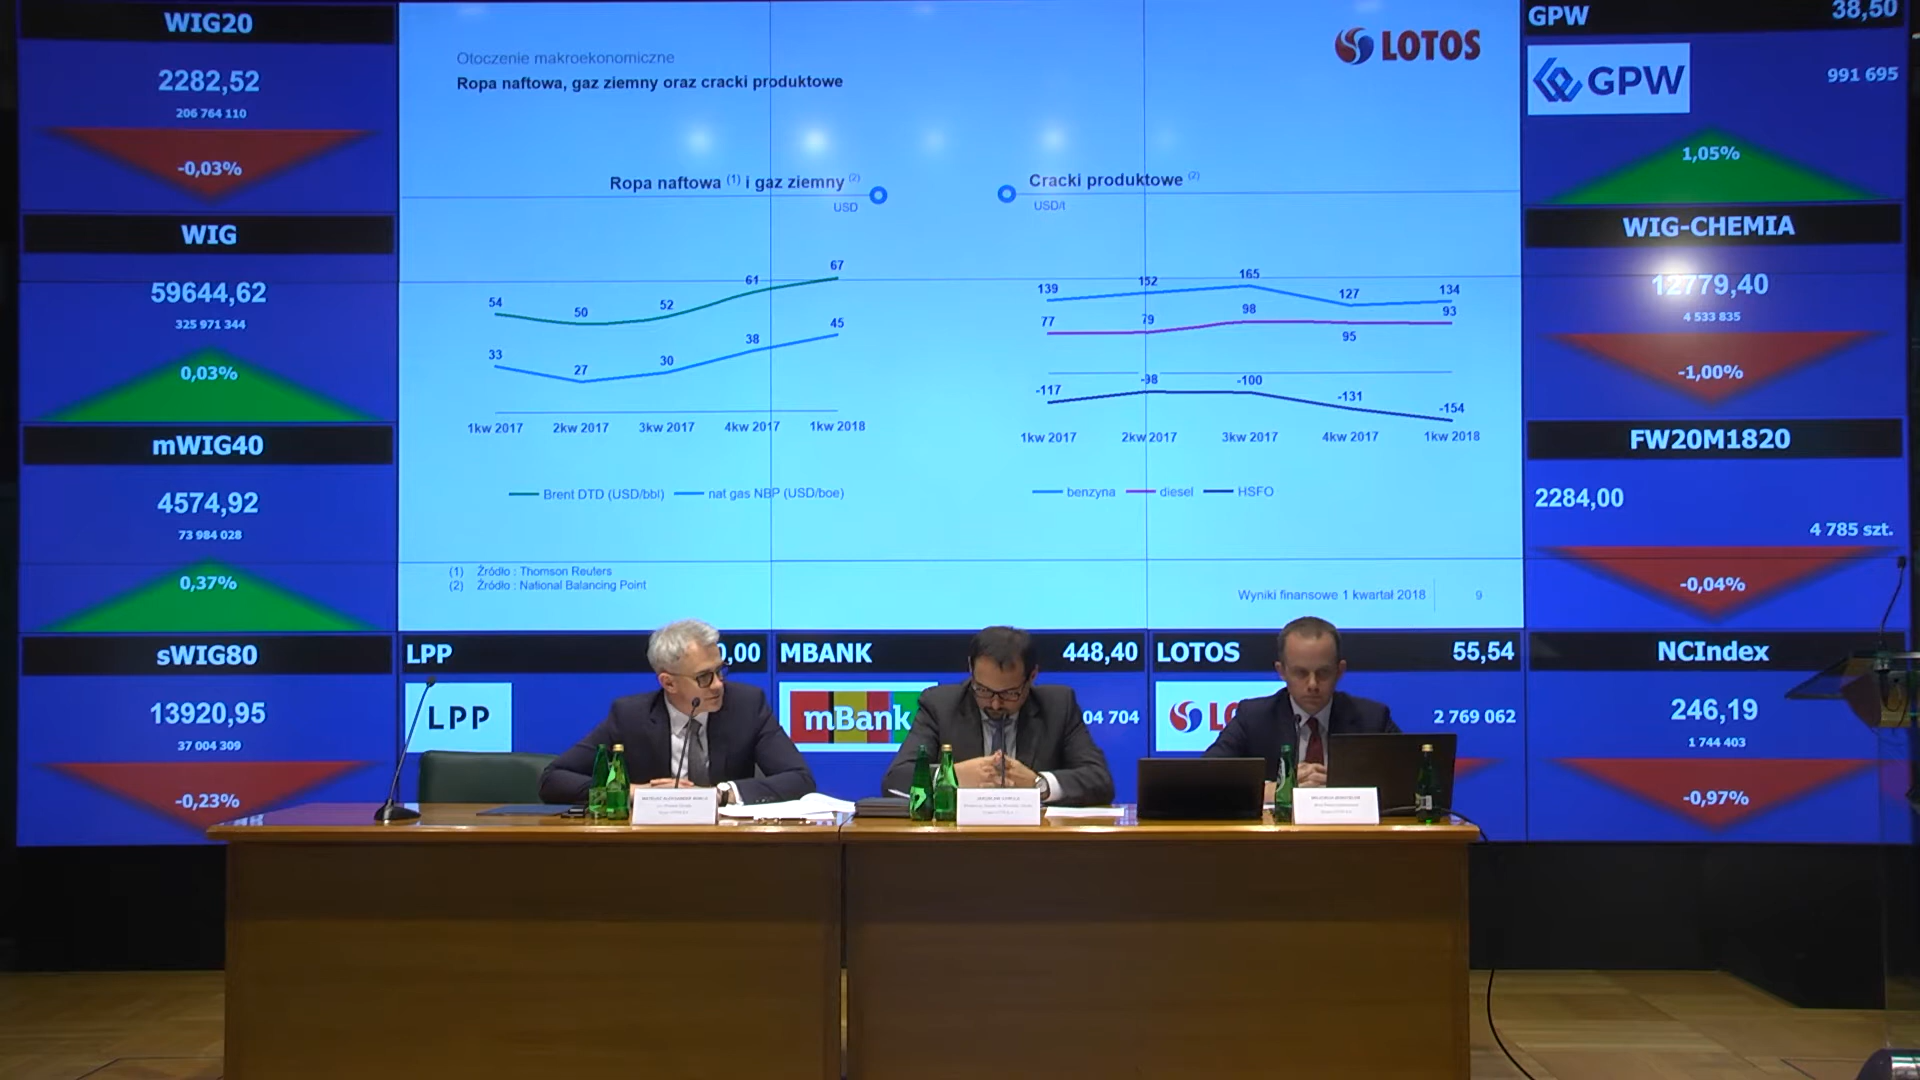 WIG20
2282,52
206 764 110
-0,03%
WIG
59644,62
325 971 344
0,03%
mWIG40
4574,92
73 984 028
0,37%
sWIG80
13920,95
37 004 309
-0,23%
LOTOS
Otoczenie makroekonomiczne
Ropa naftowa, gaz ziemny oraz cracki produktowe
Ropa naftowa (1) i gaz ziemny (2)
USD
54 50 52 61 67
33 27 30 38 45
1kw 2017 2kw 2017 3kw 2017 4kw 2017 1kw 2018
Brent DTD (USD/bbl) nat gas NBP (USD/boe)
Cracki produktowe (2)
USD/t
139 152 165 127 134
77 79 98 95 93
-117 -98 -100 -131 -154
1kw 2017 2kw 2017 3kw 2017 4kw 2017 1kw 2018
benzyna diesel HSFO
(1) Źródło : Thomson Reuters
(2) Źródło : National Balancing Point
Wyniki finansowe 1 kwartał 2018 9
LPP 0,00
LPP
MBANK 448,40
mBank 04 704
LOTOS 55,54
LO 2 769 062
GPW 38,50
GPW 991 695
1,05%
WIG-CHEMIA
12779,40
4 533 835
-1,00%
FW20M1820
2284,00
4 785 szt.
-0,04%
NCIndex
246,19
1 744 403
-0,97%